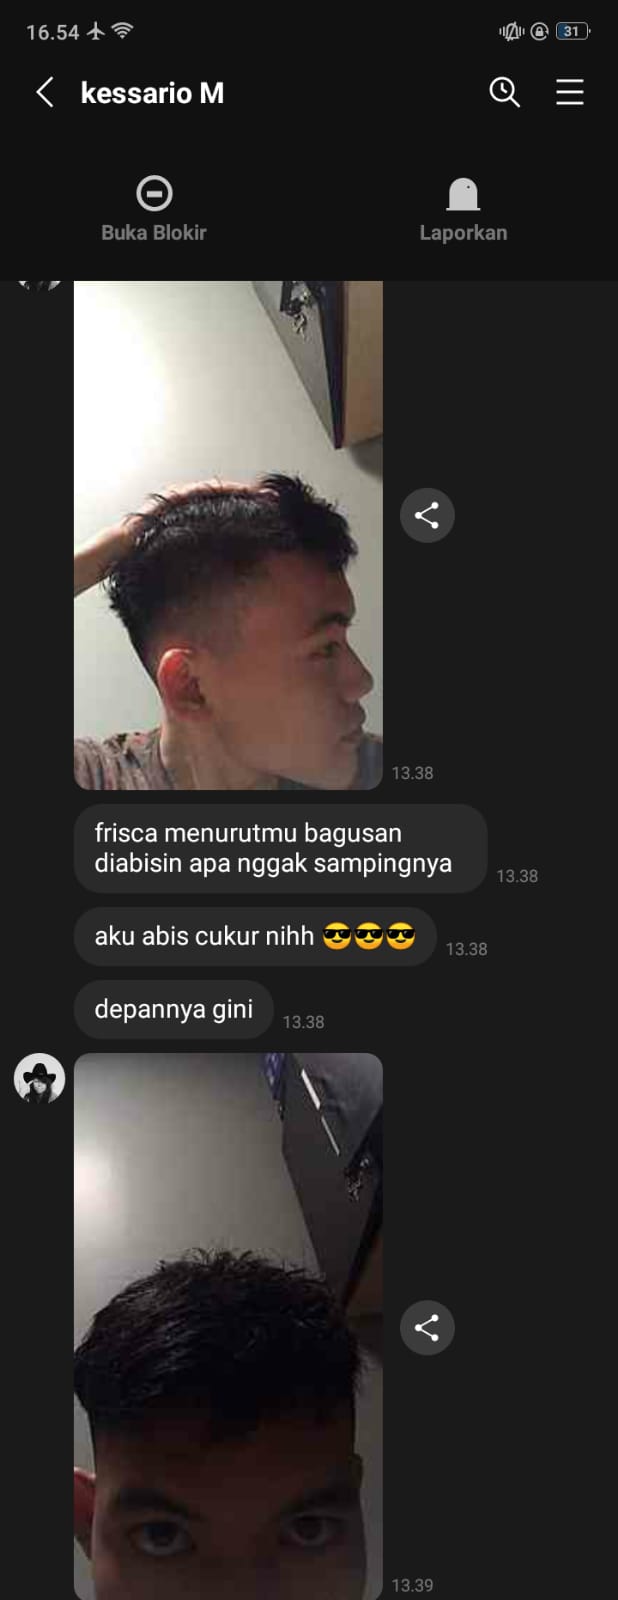 16.54
31
kessario M
Buka Blokir
Laporkan
13.38
frisca menurutmu bagusan
diabisin apa nggak sampingnya
13.38
aku abis cukur nihh 😎😎😎
13.38
depannya gini
13.38
13.39